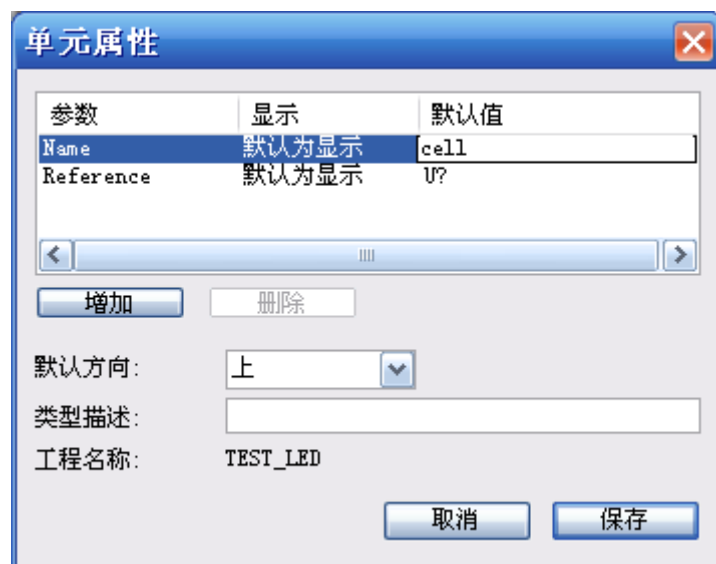 单元属性
参数 显示 默认值
Name 默认为显示 cell
Reference 默认为显示 U?
增加 删除
默认方向: 上
类型描述:
工程名称: TEST_LED
取消 保存